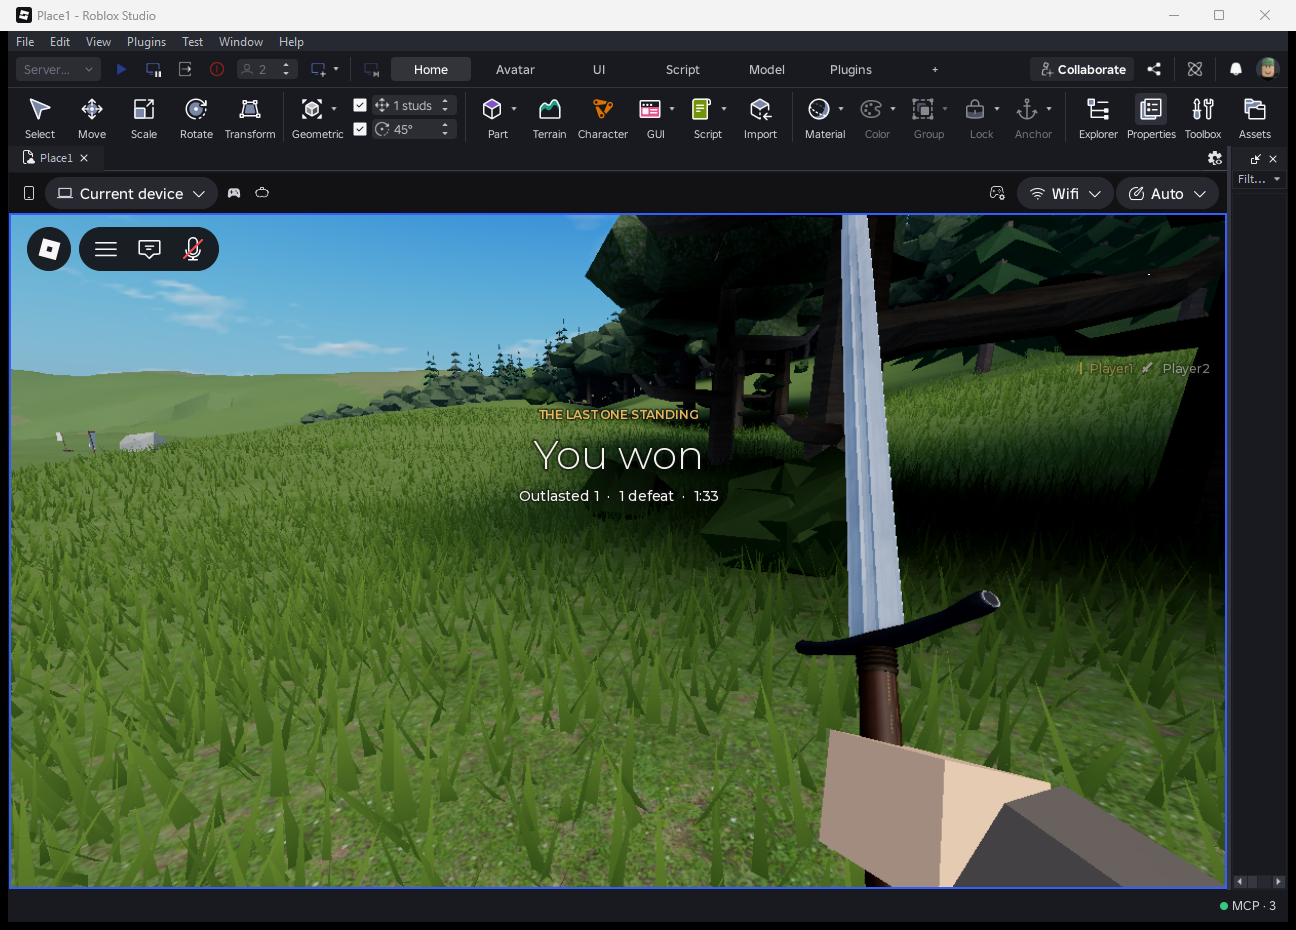 Place1 - Roblox Studio
File Edit View Plugins Test Window Help
Server... 2 Home Avatar UI Script Model Plugins + Collaborate
1 studs
45°
Select Move Scale Rotate Transform Geometric Part Terrain Character GUI Script Import Material Color Group Lock Anchor Explorer Properties Toolbox Assets
Place1
Filt...
Current device Wifi Auto
Player1 Player2
THE LAST ONE STANDING
You won
Outlasted 1 · 1 defeat · 1:33
MCP · 3